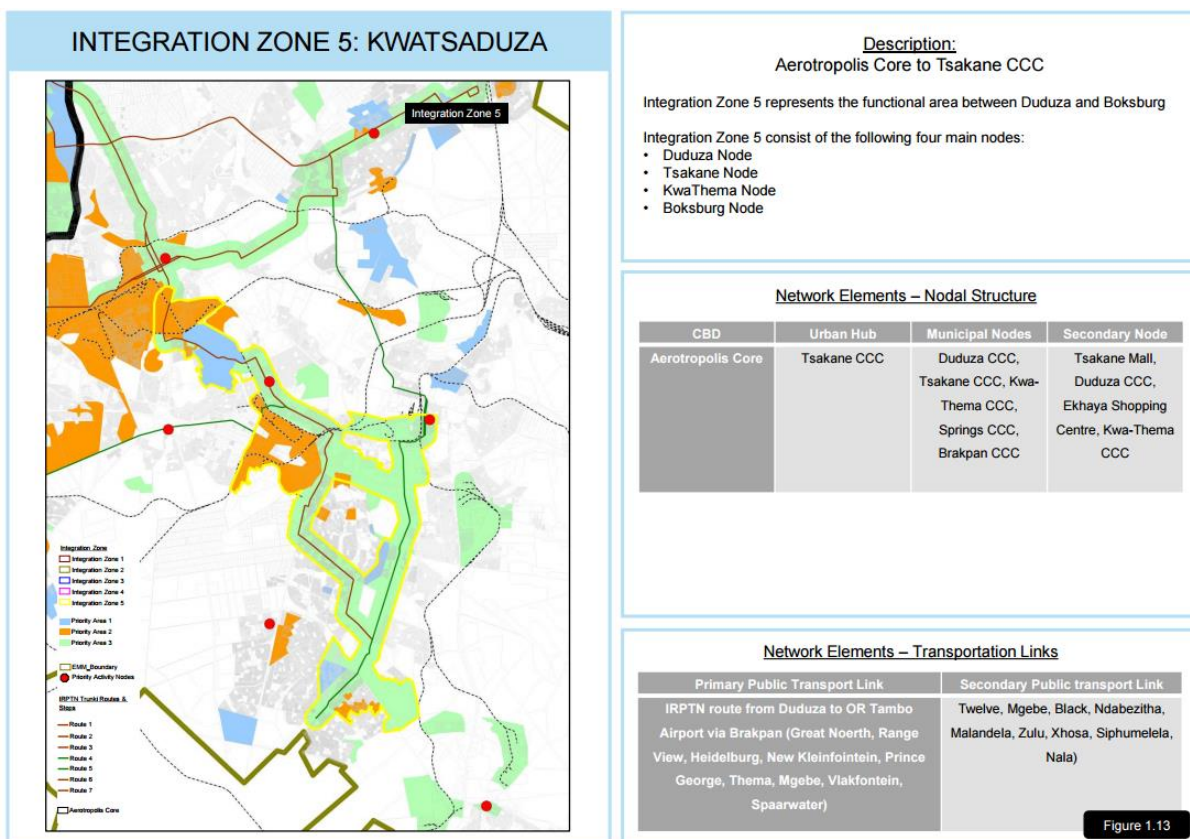 INTEGRATION ZONE 5: KWATSADUZA
Integration Zone 5
Integration Zone
Integration Zone 1
Integration Zone 2
Integration Zone 3
Integration Zone 4
Integration Zone 5
Priority Area 1
Priority Area 2
Priority Area 3
EMM_Boundary
Priority Activity Nodes
IRPTN Trunki Routes &
Stops
Route 1
Route 2
Route 3
Route 4
Route 5
Route 6
Route 7
Aerotropolis Core
Description:
Aerotropolis Core to Tsakane CCC
Integration Zone 5 represents the functional area between Duduza and Boksburg
Integration Zone 5 consist of the following four main nodes:
• Duduza Node
• Tsakane Node
• KwaThema Node
• Boksburg Node
Network Elements – Nodal Structure
CBD Urban Hub Municipal Nodes Secondary Node
Aerotropolis Core Tsakane CCC Duduza CCC, Tsakane Mall,
Tsakane CCC, Kwa- Duduza CCC,
Thema CCC, Ekhaya Shopping
Springs CCC, Centre, Kwa-Thema
Brakpan CCC CCC
Network Elements – Transportation Links
Primary Public Transport Link Secondary Public transport Link
IRPTN route from Duduza to OR Tambo Twelve, Mgebe, Black, Ndabezitha,
Airport via Brakpan (Great Noerth, Range Malandela, Zulu, Xhosa, Siphumelela,
View, Heidelburg, New Kleinfointein, Prince Nala)
George, Thema, Mgebe, Vlakfontein,
Spaarwater)
Figure 1.13